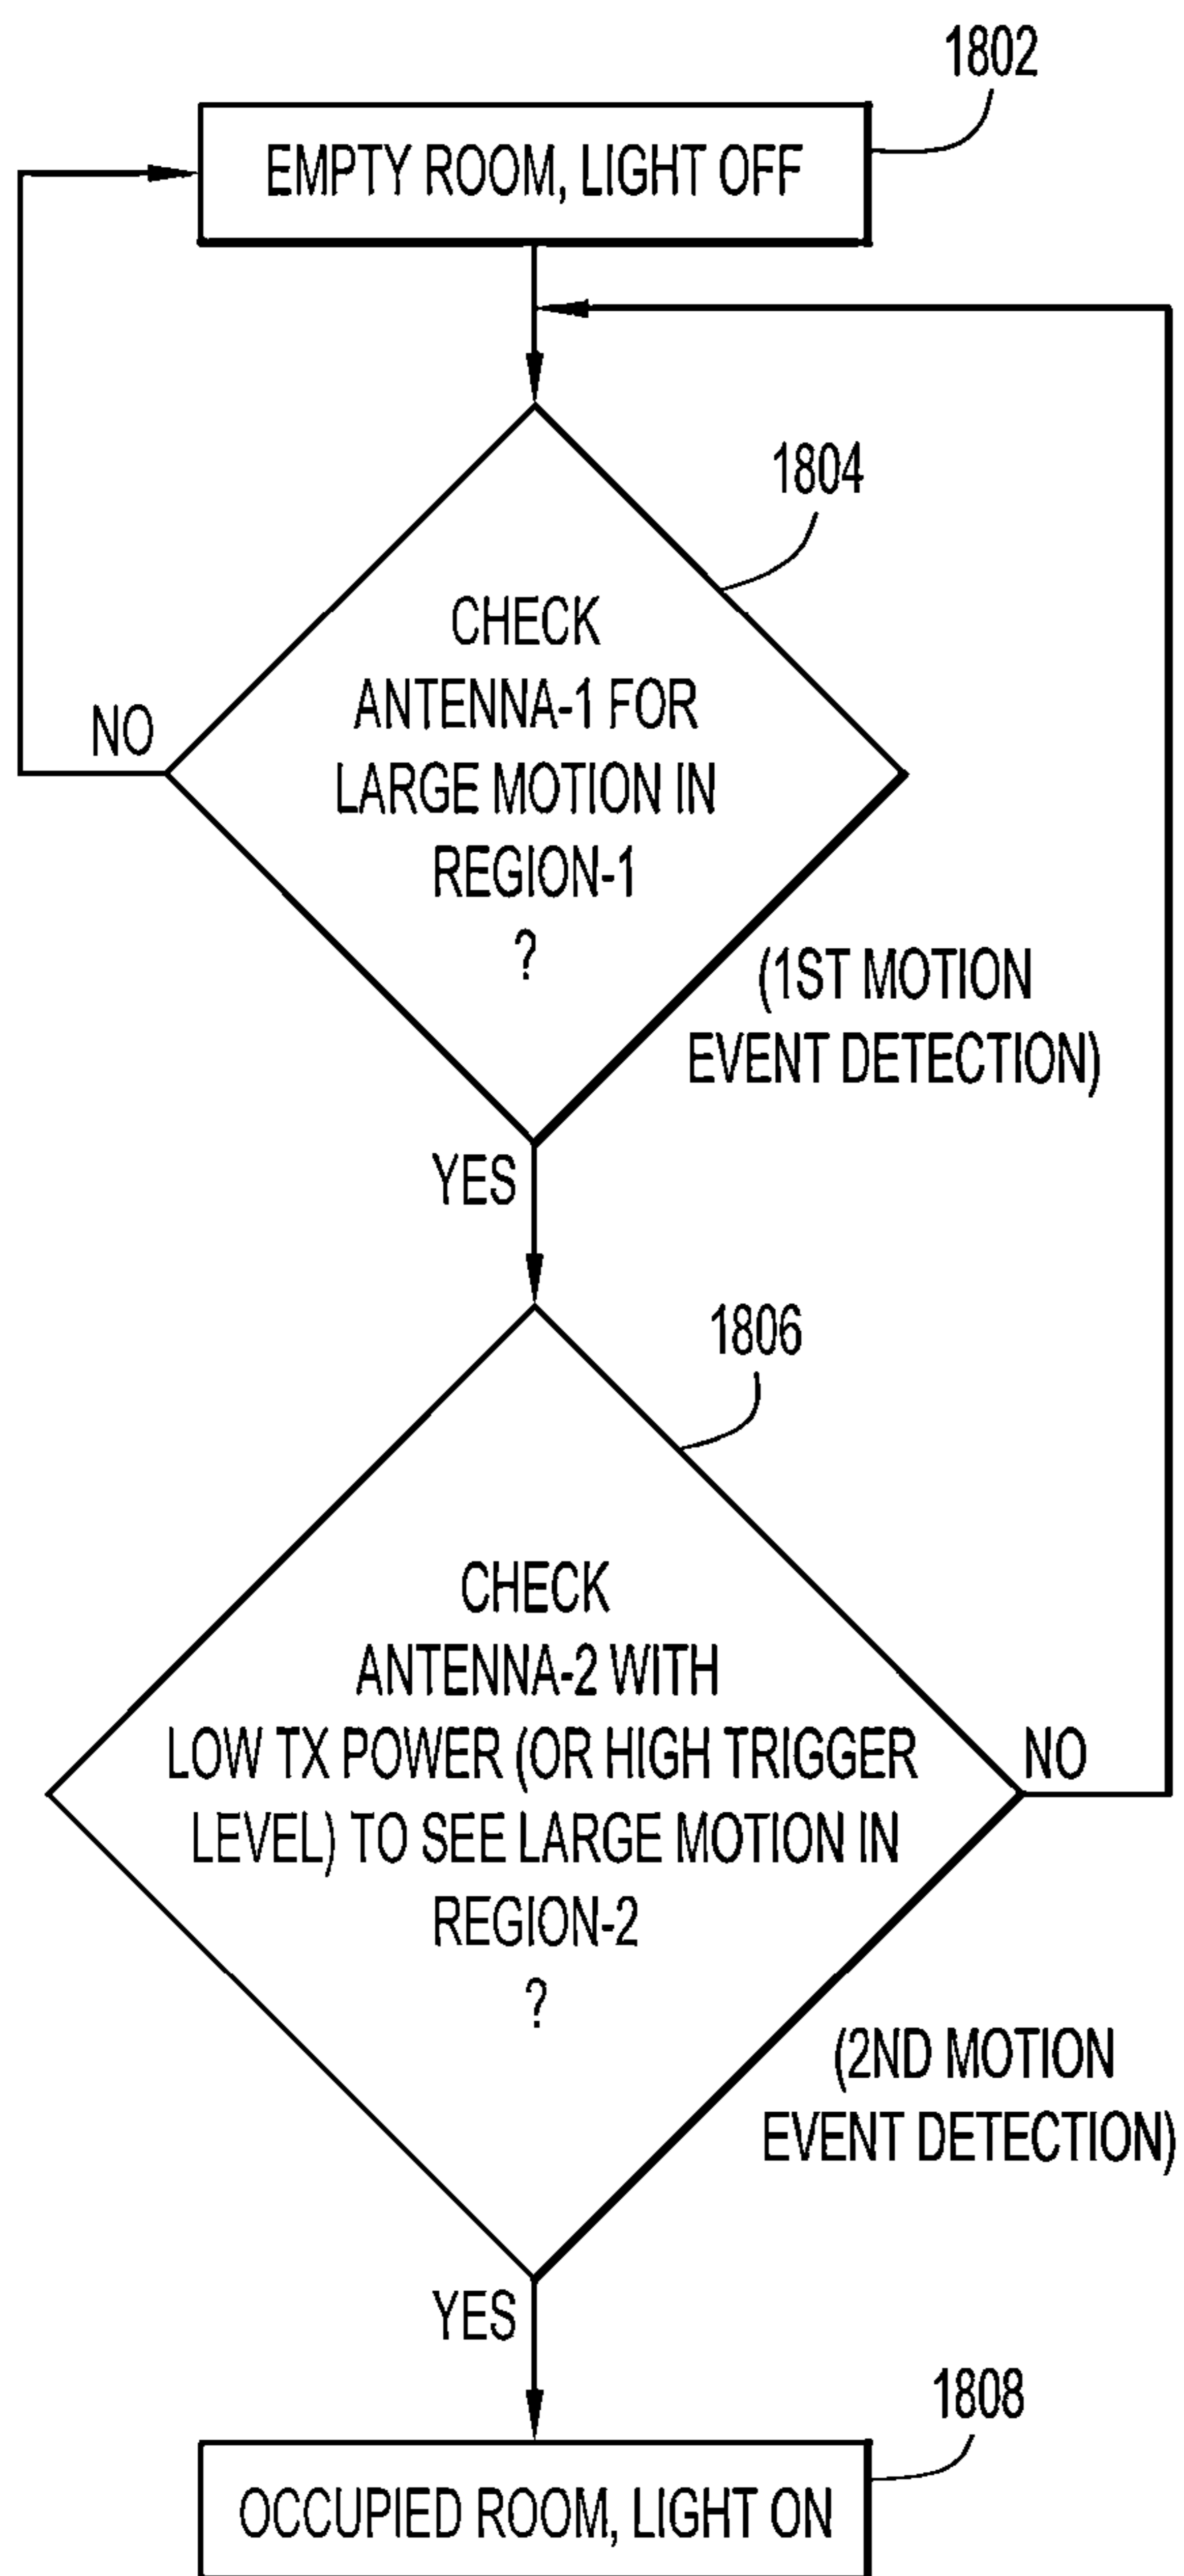 1802
EMPTY ROOM, LIGHT OFF
1804
CHECK
ANTENNA-1 FOR
LARGE MOTION IN
REGION-1
?
NO
(1ST MOTION
EVENT DETECTION)
YES
1806
CHECK
ANTENNA-2 WITH
LOW TX POWER (OR HIGH TRIGGER
LEVEL) TO SEE LARGE MOTION IN
REGION-2
?
NO
(2ND MOTION
EVENT DETECTION)
YES
1808
OCCUPIED ROOM, LIGHT ON